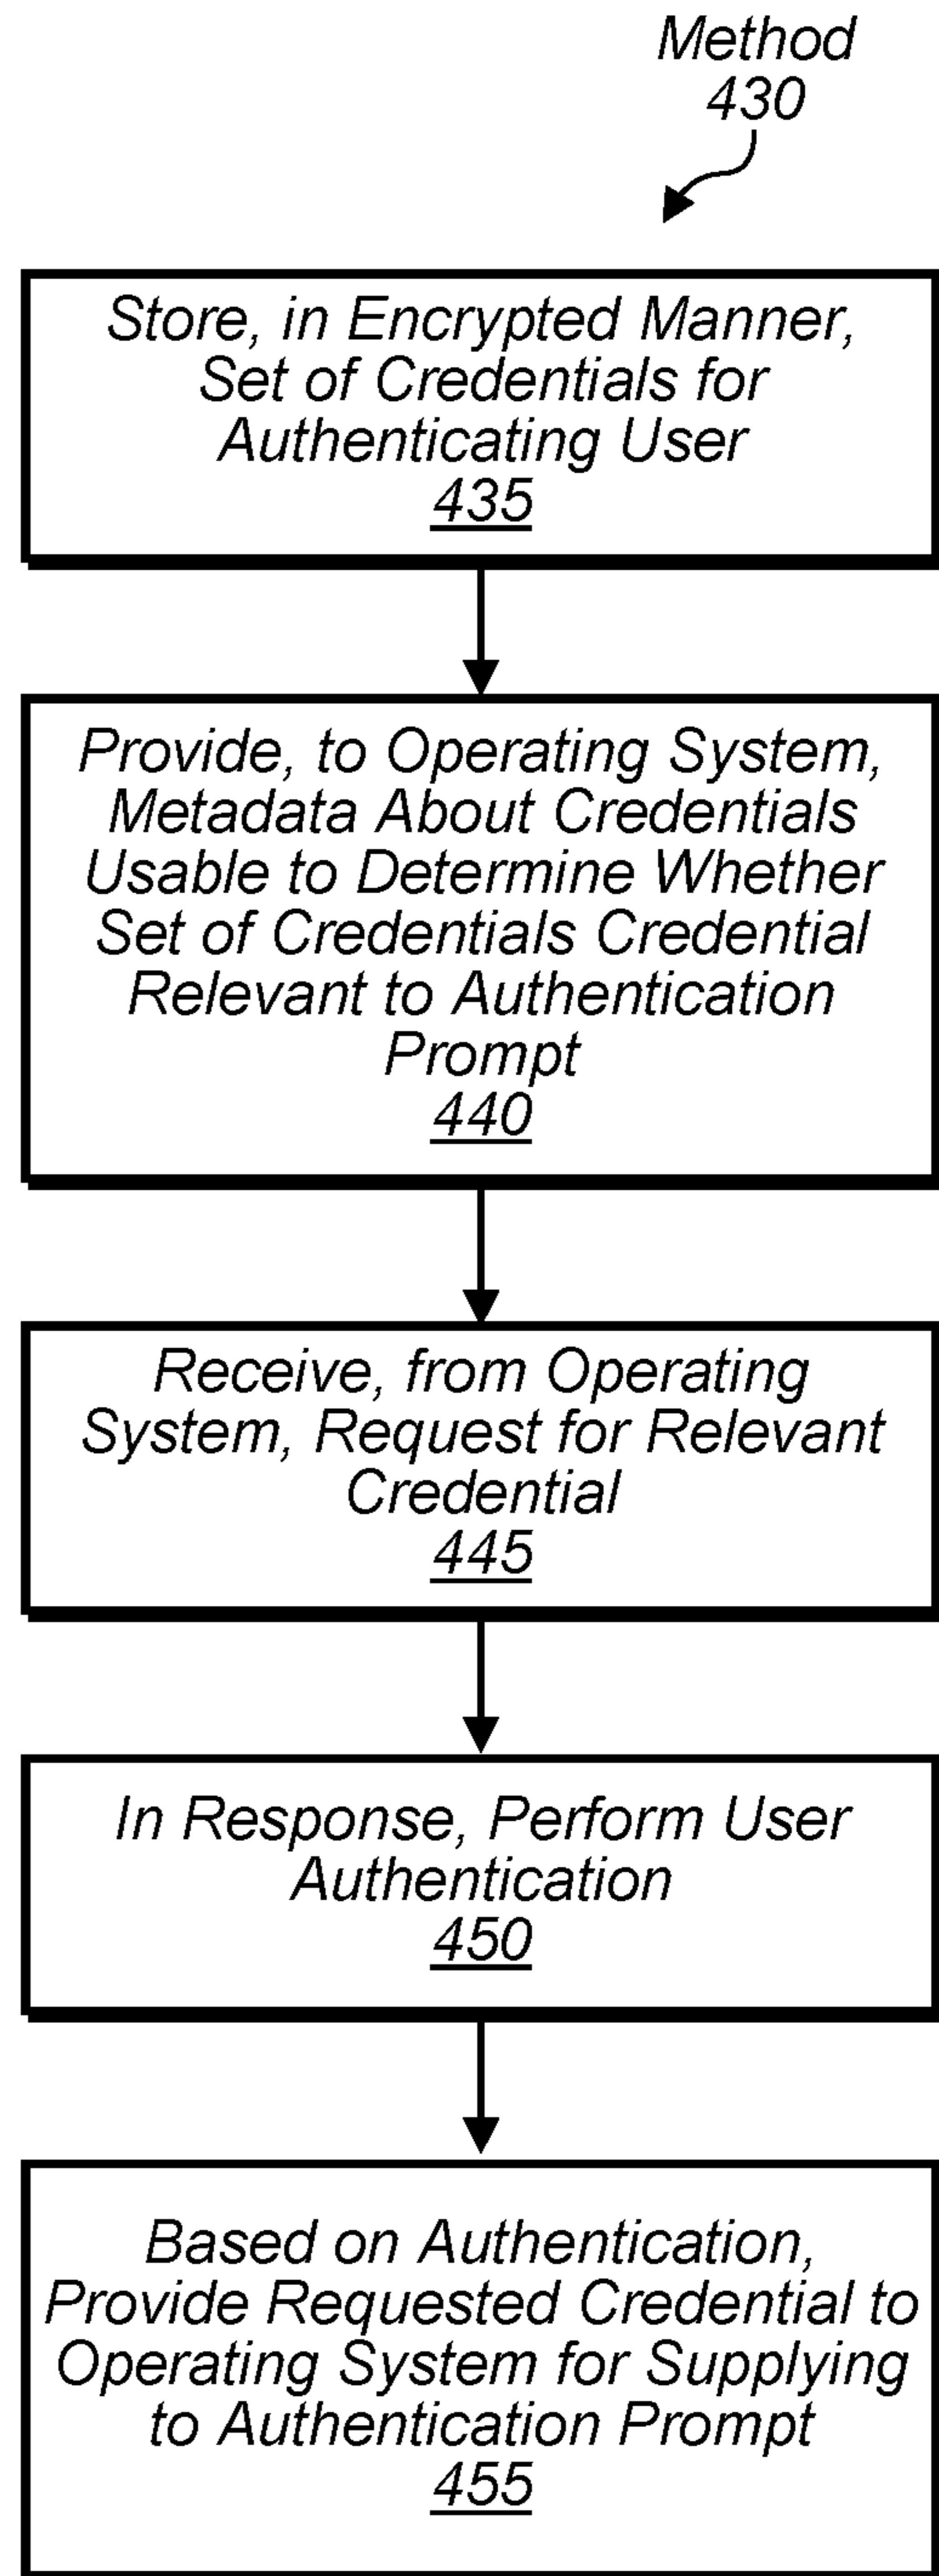 Method
430
Store, in Encrypted Manner,
Set of Credentials for
Authenticating User
435
Provide, to Operating System,
Metadata About Credentials
Usable to Determine Whether
Set of Credentials Credential
Relevant to Authentication
Prompt
440
Receive, from Operating
System, Request for Relevant
Credential
445
In Response, Perform User
Authentication
450
Based on Authentication,
Provide Requested Credential to
Operating System for Supplying
to Authentication Prompt
455